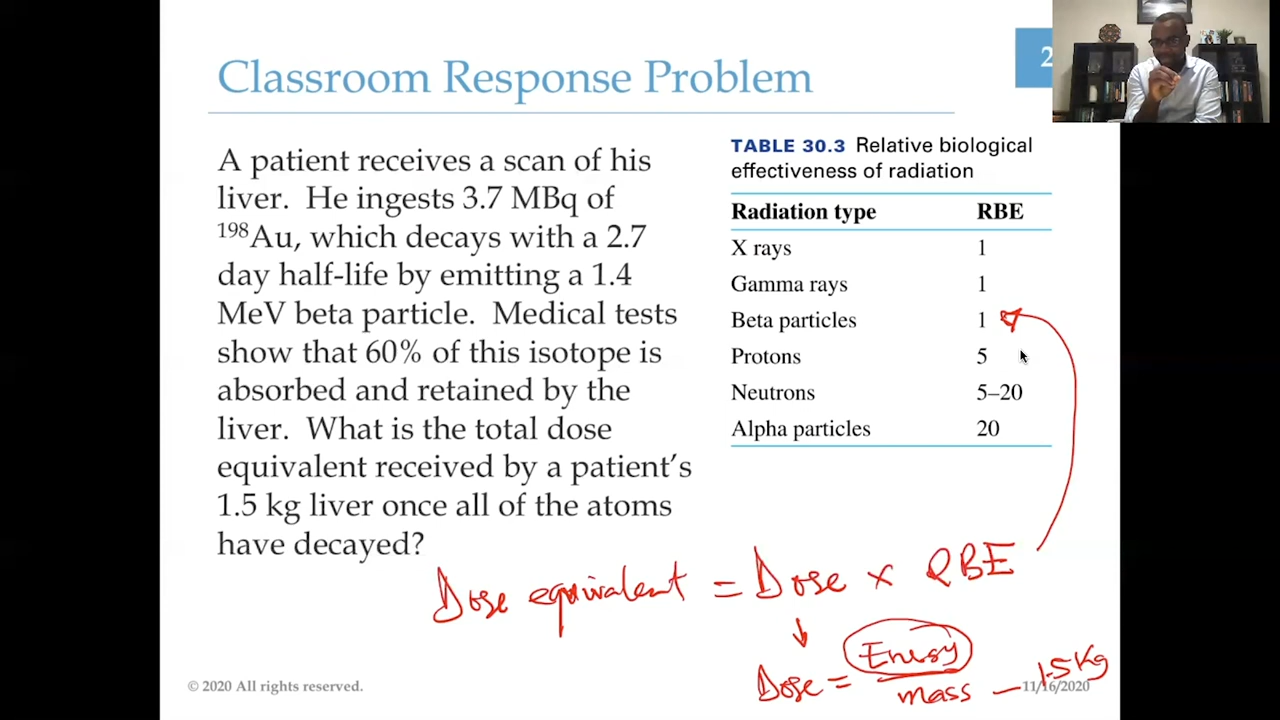 Classroom Response Problem
2
A patient receives a scan of his
liver. He ingests 3.7 MBq of
¹⁹⁸Au, which decays with a 2.7
day half-life by emitting a 1.4
MeV beta particle. Medical tests
show that 60% of this isotope is
absorbed and retained by the
liver. What is the total dose
equivalent received by a patient's
1.5 kg liver once all of the atoms
have decayed?
TABLE 30.3 Relative biological
effectiveness of radiation
Radiation type RBE
X rays 1
Gamma rays 1
Beta particles 1
Protons 5
Neutrons 5–20
Alpha particles 20
Dose equivalent = Dose × RBE
Dose = Energy
mass – 1.5 Kg
© 2020 All rights reserved.
11/16/2020